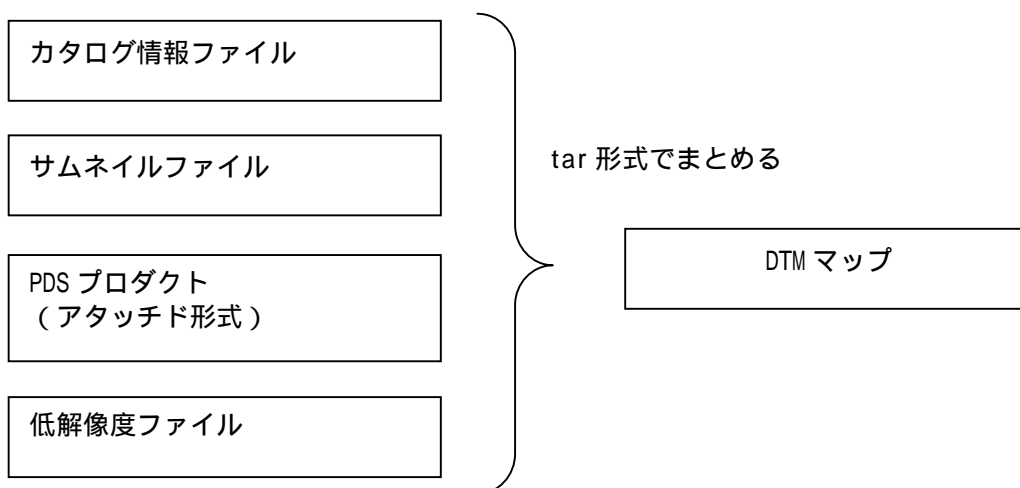 カタログ情報ファイル
サムネイルファイル
tar 形式でまとめる
DTM マップ
PDS プロダクト
（アタッチド形式）
低解像度ファイル